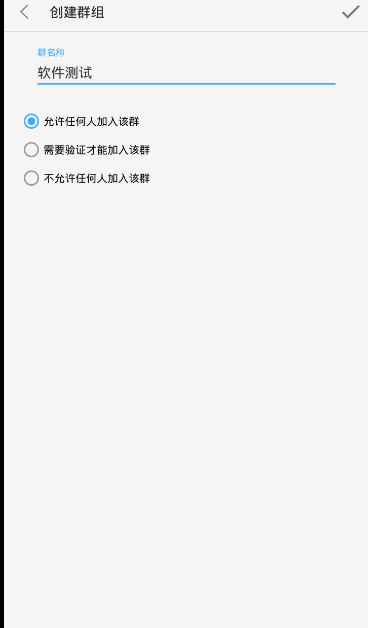 创建群组
群名称
软件测试
允许任何人加入该群
需要验证才能加入该群
不允许任何人加入该群